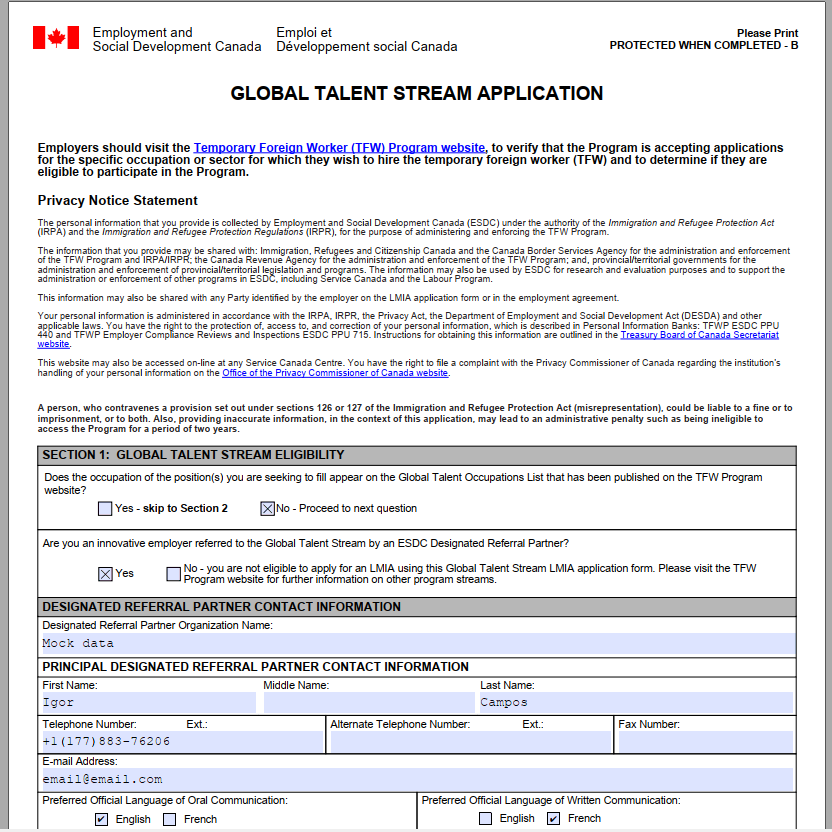 Employment and Emploi et
Social Development Canada Développement social Canada
Please Print
PROTECTED WHEN COMPLETED - B
GLOBAL TALENT STREAM APPLICATION
Employers should visit the Temporary Foreign Worker (TFW) Program website, to verify that the Program is accepting applications
for the specific occupation or sector for which they wish to hire the temporary foreign worker (TFW) and to determine if they are
eligible to participate in the Program.
Privacy Notice Statement
The personal information that you provide is collected by Employment and Social Development Canada (ESDC) under the authority of the Immigration and Refugee Protection Act
(IRPA) and the Immigration and Refugee Protection Regulations (IRPR), for the purpose of administering and enforcing the TFW Program.
The information that you provide may be shared with: Immigration, Refugees and Citizenship Canada and the Canada Border Services Agency for the administration and enforcement
of the TFW Program and IRPA/IRPR; the Canada Revenue Agency for the administration and enforcement of the TFW Program; and, provincial/territorial governments for the
administration and enforcement of provincial/territorial legislation and programs. The information may also be used by ESDC for research and evaluation purposes and to support the
administration or enforcement of other programs in ESDC, including Service Canada and the Labour Program.
This information may also be shared with any Party identified by the employer on the LMIA application form or in the employment agreement.
Your personal information is administered in accordance with the IRPA, IRPR, the Privacy Act, the Department of Employment and Social Development Act (DESDA) and other
applicable laws. You have the right to the protection of, access to, and correction of your personal information, which is described in Personal Information Banks: TFWP ESDC PPU
440 and TFWP Employer Compliance Reviews and Inspections ESDC PPU 715. Instructions for obtaining this information are outlined in the Treasury Board of Canada Secretariat
website.
This website may also be accessed on-line at any Service Canada Centre. You have the right to file a complaint with the Privacy Commissioner of Canada regarding the institution's
handling of your personal information on the Office of the Privacy Commissioner of Canada website.
A person, who contravenes a provision set out under sections 126 or 127 of the Immigration and Refugee Protection Act (misrepresentation), could be liable to a fine or to
imprisonment, or to both. Also, providing inaccurate information, in the context of this application, may lead to an administrative penalty such as being ineligible to
access the Program for a period of two years.
SECTION 1: GLOBAL TALENT STREAM ELIGIBILITY
Does the occupation of the position(s) you are seeking to fill appear on the Global Talent Occupations List that has been published on the TFW Program
website?
Yes - skip to Section 2 No - Proceed to next question
Are you an innovative employer referred to the Global Talent Stream by an ESDC Designated Referral Partner?
Yes No - you are not eligible to apply for an LMIA using this Global Talent Stream LMIA application form. Please visit the TFW
Program website for further information on other program streams.
DESIGNATED REFERRAL PARTNER CONTACT INFORMATION
Designated Referral Partner Organization Name:
Mock data
PRINCIPAL DESIGNATED REFERRAL PARTNER CONTACT INFORMATION
First Name: Middle Name: Last Name:
Igor Campos
Telephone Number: Ext.: Alternate Telephone Number: Ext.: Fax Number:
+1(177)883-76206
E-mail Address:
email@email.com
Preferred Official Language of Oral Communication: Preferred Official Language of Written Communication:
English French English French